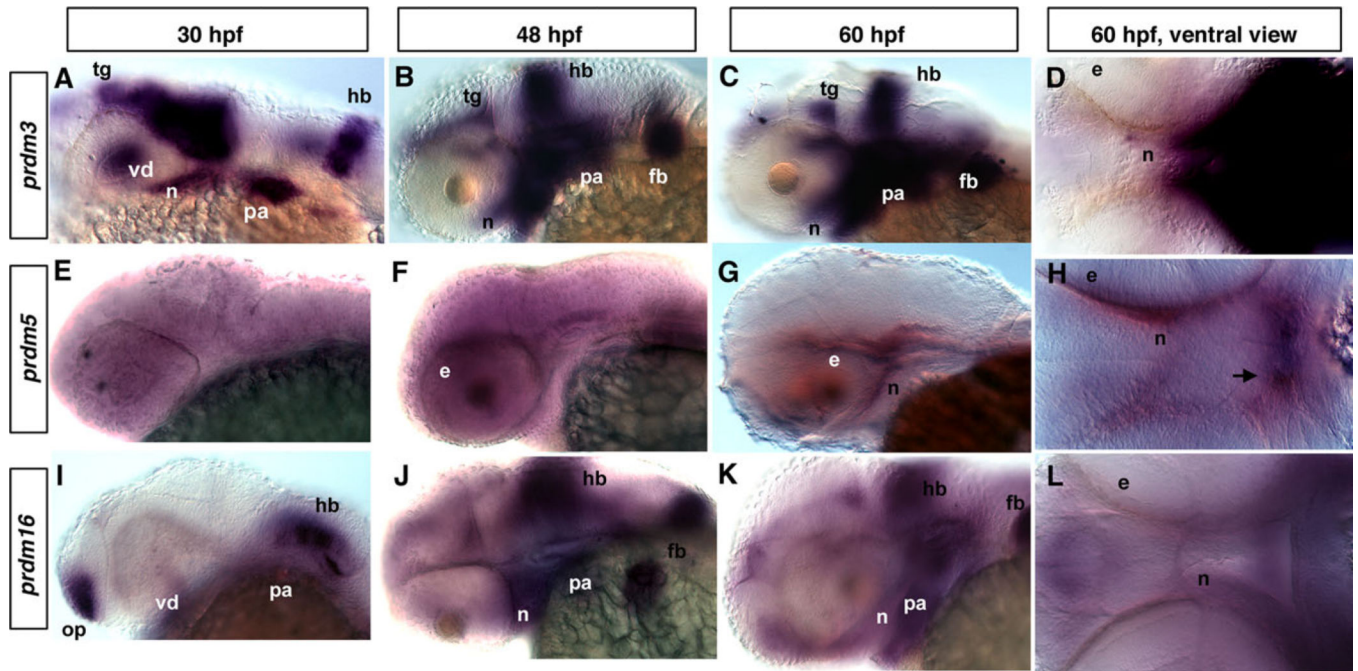 30 hpf
48 hpf
60 hpf
60 hpf, ventral view
prdm3
A
tg
hb
vd
n
pa
B
hb
tg
pa
fb
n
C
hb
tg
pa
fb
n
D
e
n
prdm5
E
F
e
G
e
n
H
e
n
prdm16
I
hb
vd
pa
op
J
hb
fb
pa
n
K
hb
fb
pa
n
L
e
n